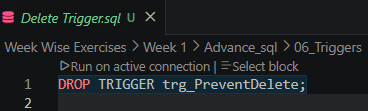 Delete Trigger.sql U
Week Wise Exercises > Week 1 > Advance_sql > 06_Triggers
Run on active connection | Select block
1 DROP TRIGGER trg_PreventDelete;
2